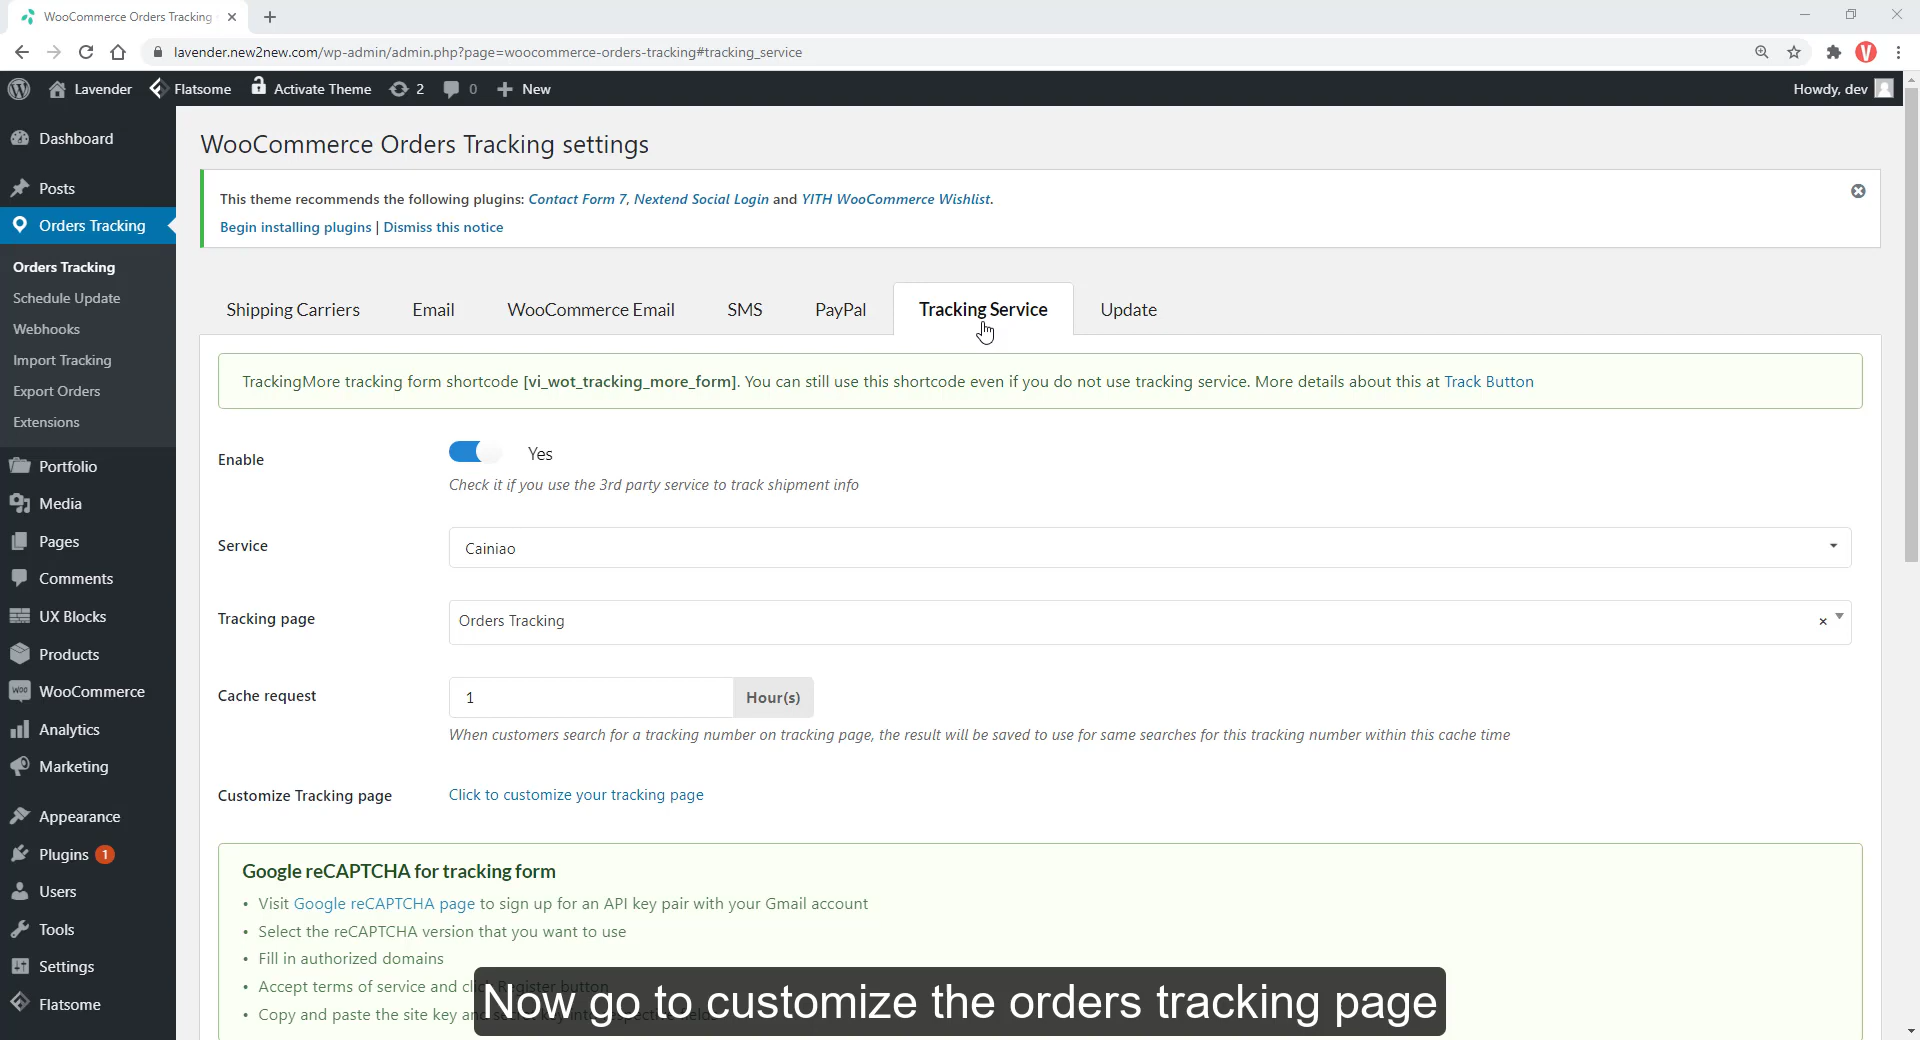 WooCommerce Orders Tracking
lavender.new2new.com/wp-admin/admin.php?page=woocommerce-orders-tracking#tracking_service
V
Lavender
Flatsome
Activate Theme
2
0
New
Howdy, dev
Dashboard
Posts
Orders Tracking
Orders Tracking
Schedule Update
Webhooks
Import Tracking
Export Orders
Extensions
Portfolio
Media
Pages
Comments
UX Blocks
Products
WooCommerce
Analytics
Marketing
Appearance
Plugins 1
Users
Tools
Settings
Flatsome
WooCommerce Orders Tracking settings
This theme recommends the following plugins: Contact Form 7, Nextend Social Login and YITH WooCommerce Wishlist.
Begin installing plugins | Dismiss this notice
Shipping Carriers
Email
WooCommerce Email
SMS
PayPal
Tracking Service
Update
TrackingMore tracking form shortcode [vi_wot_tracking_more_form]. You can still use this shortcode even if you do not use tracking service. More details about this at Track Button
Enable
Yes
Check it if you use the 3rd party service to track shipment info
Service
Cainiao
Tracking page
Orders Tracking
×
Cache request
1
Hour(s)
When customers search for a tracking number on tracking page, the result will be saved to use for same searches for this tracking number within this cache time
Customize Tracking page
Click to customize your tracking page
Google reCAPTCHA for tracking form
• Visit Google reCAPTCHA page to sign up for an API key pair with your Gmail account
• Select the reCAPTCHA version that you want to use
• Fill in authorized domains
• Accept terms of service and click Register button
• Copy and paste the site key and
Now go to customize the orders tracking page